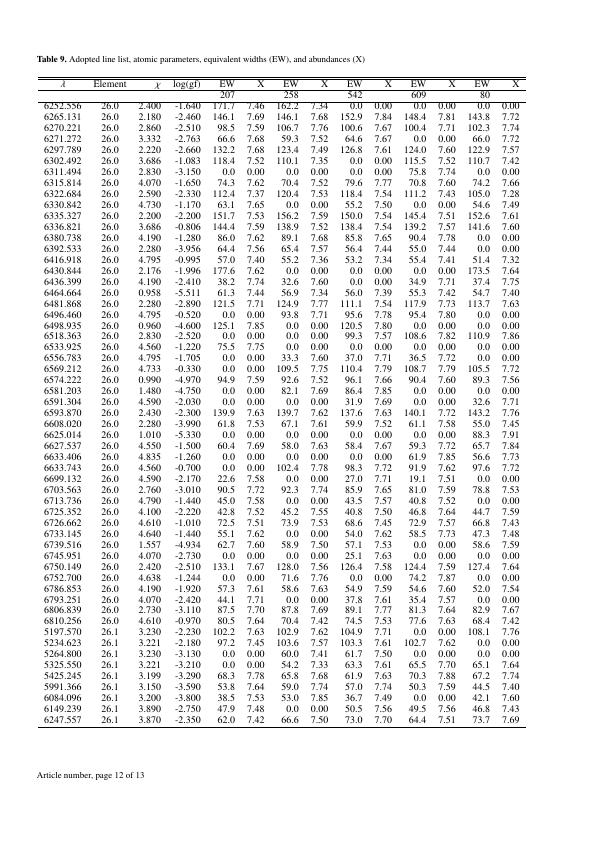 Table 9. Adopted line list, atomic parameters, equivalent widths (EW), and abundances (X)
λ Element χ log(gf) EW X EW X EW X EW X EW X
207 258 542 609 80
6252.556 26.0 2.400 -1.640 171.7 7.46 162.2 7.34 0.0 0.00 0.0 0.00 0.0 0.00
6265.131 26.0 2.180 -2.460 146.1 7.69 146.1 7.68 152.9 7.84 148.4 7.81 143.8 7.72
6270.221 26.0 2.860 -2.510 98.5 7.59 106.7 7.76 100.6 7.67 100.4 7.71 102.3 7.74
6271.272 26.0 3.332 -2.763 66.6 7.68 59.3 7.52 64.6 7.67 0.0 0.00 66.0 7.72
6297.789 26.0 2.220 -2.660 132.2 7.68 123.4 7.49 126.8 7.61 124.0 7.60 122.9 7.57
6302.492 26.0 3.686 -1.083 118.4 7.52 110.1 7.35 0.0 0.00 115.5 7.52 110.7 7.42
6311.494 26.0 2.830 -3.150 0.0 0.00 0.0 0.00 0.0 0.00 75.8 7.74 0.0 0.00
6315.814 26.0 4.070 -1.650 74.3 7.62 70.4 7.52 79.6 7.77 70.8 7.60 74.2 7.66
6322.684 26.0 2.590 -2.330 112.4 7.37 120.4 7.53 118.4 7.54 111.2 7.43 105.0 7.28
6330.842 26.0 4.730 -1.170 63.1 7.65 0.0 0.00 55.2 7.50 0.0 0.00 54.6 7.49
6335.327 26.0 2.200 -2.200 151.7 7.53 156.2 7.59 150.0 7.54 145.4 7.51 152.6 7.61
6336.821 26.0 3.686 -0.806 144.4 7.59 138.9 7.52 138.4 7.54 139.2 7.57 141.6 7.60
6380.738 26.0 4.190 -1.280 86.0 7.62 89.1 7.68 85.8 7.65 90.4 7.78 0.0 0.00
6392.533 26.0 2.280 -3.956 64.4 7.56 65.4 7.57 56.4 7.44 55.0 7.44 0.0 0.00
6416.918 26.0 4.795 -0.995 57.0 7.40 55.2 7.36 53.2 7.34 55.4 7.41 51.4 7.32
6430.844 26.0 2.176 -1.996 177.6 7.62 0.0 0.00 0.0 0.00 0.0 0.00 173.5 7.64
6436.399 26.0 4.190 -2.410 38.2 7.74 32.6 7.60 0.0 0.00 34.9 7.71 37.4 7.75
6464.664 26.0 0.958 -5.511 61.3 7.44 56.9 7.34 56.0 7.39 55.3 7.42 54.7 7.40
6481.868 26.0 2.280 -2.890 121.5 7.71 124.9 7.77 111.1 7.54 117.9 7.73 113.7 7.63
6496.460 26.0 4.795 -0.520 0.0 0.00 93.8 7.71 95.6 7.78 95.4 7.80 0.0 0.00
6498.935 26.0 0.960 -4.600 125.1 7.85 0.0 0.00 120.5 7.80 0.0 0.00 0.0 0.00
6518.363 26.0 2.830 -2.520 0.0 0.00 0.0 0.00 99.3 7.57 108.6 7.82 110.9 7.86
6533.925 26.0 4.560 -1.220 75.5 7.75 0.0 0.00 0.0 0.00 0.0 0.00 0.0 0.00
6556.783 26.0 4.795 -1.705 0.0 0.00 33.3 7.60 37.0 7.71 36.5 7.72 0.0 0.00
6569.212 26.0 4.733 -0.330 0.0 0.00 109.5 7.75 110.4 7.79 108.7 7.79 105.5 7.72
6574.222 26.0 0.990 -4.970 94.9 7.59 92.6 7.52 96.1 7.66 90.4 7.60 89.3 7.56
6581.203 26.0 1.480 -4.750 0.0 0.00 82.1 7.69 86.4 7.85 0.0 0.00 0.0 0.00
6591.304 26.0 4.590 -2.030 0.0 0.00 0.0 0.00 31.9 7.69 0.0 0.00 32.6 7.71
6593.870 26.0 2.430 -2.300 139.9 7.63 139.7 7.62 137.6 7.63 140.1 7.72 143.2 7.76
6608.020 26.0 2.280 -3.990 61.8 7.53 67.1 7.61 59.9 7.52 61.1 7.58 55.0 7.45
6625.014 26.0 1.010 -5.330 0.0 0.00 0.0 0.00 0.0 0.00 0.0 0.00 88.3 7.91
6627.537 26.0 4.550 -1.500 60.4 7.69 58.0 7.63 58.4 7.67 59.3 7.72 65.7 7.84
6633.406 26.0 4.835 -1.260 0.0 0.00 0.0 0.00 0.0 0.00 61.9 7.85 56.6 7.73
6633.743 26.0 4.560 -0.700 0.0 0.00 102.4 7.78 98.3 7.72 91.9 7.62 97.6 7.72
6699.132 26.0 4.590 -2.170 22.6 7.58 0.0 0.00 27.0 7.71 19.1 7.51 0.0 0.00
6703.563 26.0 2.760 -3.010 90.5 7.72 92.3 7.74 85.9 7.65 81.0 7.59 78.8 7.53
6713.736 26.0 4.790 -1.440 45.0 7.58 0.0 0.00 43.5 7.57 40.8 7.52 0.0 0.00
6725.352 26.0 4.100 -2.220 42.8 7.52 45.2 7.55 40.8 7.50 46.8 7.64 44.7 7.59
6726.662 26.0 4.610 -1.010 72.5 7.51 73.9 7.53 68.6 7.45 72.9 7.57 66.8 7.43
6733.145 26.0 4.640 -1.440 55.1 7.62 0.0 0.00 54.0 7.62 58.5 7.73 47.3 7.48
6739.516 26.0 1.557 -4.934 62.7 7.60 58.9 7.50 57.1 7.53 0.0 0.00 58.6 7.59
6745.951 26.0 4.070 -2.730 0.0 0.00 0.0 0.00 25.1 7.63 0.0 0.00 0.0 0.00
6750.149 26.0 2.420 -2.510 133.1 7.67 128.0 7.56 126.4 7.58 124.4 7.59 127.4 7.64
6752.700 26.0 4.638 -1.244 0.0 0.00 71.6 7.76 0.0 0.00 74.2 7.87 0.0 0.00
6786.853 26.0 4.190 -1.920 57.3 7.61 58.6 7.63 54.9 7.59 54.6 7.60 52.0 7.54
6793.251 26.0 4.070 -2.420 44.1 7.71 0.0 0.00 37.8 7.61 35.4 7.57 0.0 0.00
6806.839 26.0 2.730 -3.110 87.5 7.70 87.8 7.69 89.1 7.77 81.3 7.64 82.9 7.67
6810.256 26.0 4.610 -0.970 80.5 7.64 70.4 7.42 74.5 7.53 77.6 7.63 68.4 7.42
5197.570 26.1 3.230 -2.230 102.2 7.63 102.9 7.62 104.9 7.71 0.0 0.00 108.1 7.76
5234.623 26.1 3.221 -2.180 97.2 7.45 103.6 7.57 103.3 7.61 102.7 7.62 0.0 0.00
5264.800 26.1 3.230 -3.130 0.0 0.00 60.0 7.41 61.7 7.50 0.0 0.00 0.0 0.00
5325.550 26.1 3.221 -3.210 0.0 0.00 54.2 7.33 63.3 7.61 65.5 7.70 65.1 7.64
5425.245 26.1 3.199 -3.290 68.3 7.78 65.8 7.68 61.9 7.63 70.3 7.88 67.2 7.74
5991.366 26.1 3.150 -3.590 53.8 7.64 59.0 7.74 57.0 7.74 50.3 7.59 44.5 7.40
6084.096 26.1 3.200 -3.800 38.5 7.53 53.0 7.85 36.7 7.49 0.0 0.00 42.1 7.60
6149.239 26.1 3.890 -2.750 47.9 7.48 0.0 0.00 50.5 7.56 49.5 7.56 46.8 7.43
6247.557 26.1 3.870 -2.350 62.0 7.42 66.6 7.50 73.0 7.70 64.4 7.51 73.7 7.69
Article number, page 12 of 13